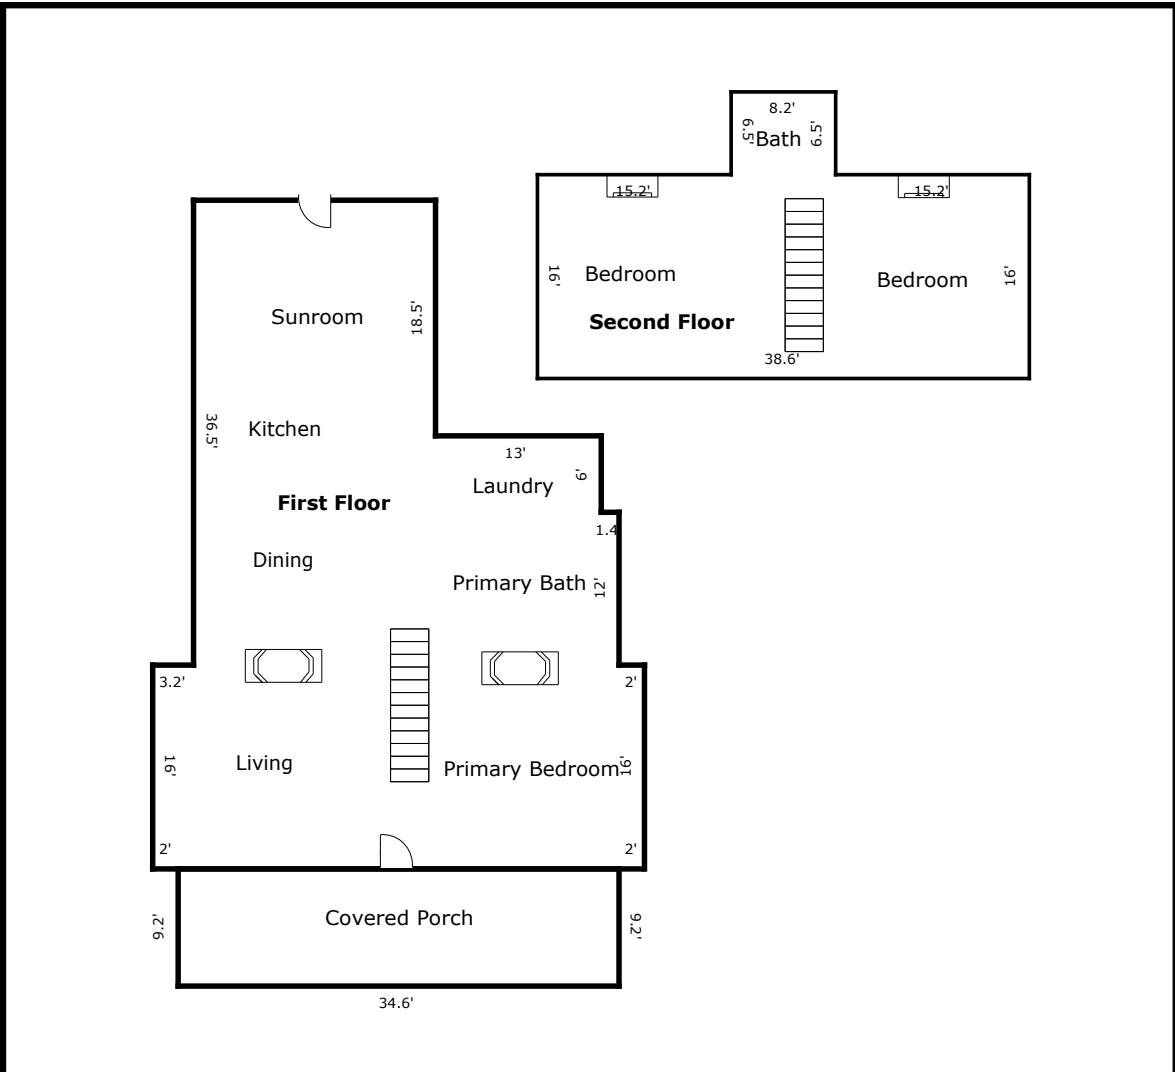 8.2'
6.5'
Bath
6.5'
15.2'
15.2'
16'
Bedroom
Bedroom
16'
Second Floor
38.6'
Sunroom
18.5'
36.5'
Kitchen
13'
6'
Laundry
First Floor
1.4
Dining
Primary Bath
12'
3.2'
2'
16'
Living
Primary Bedroom
16'
2'
2'
9.2'
Covered Porch
9.2'
34.6'